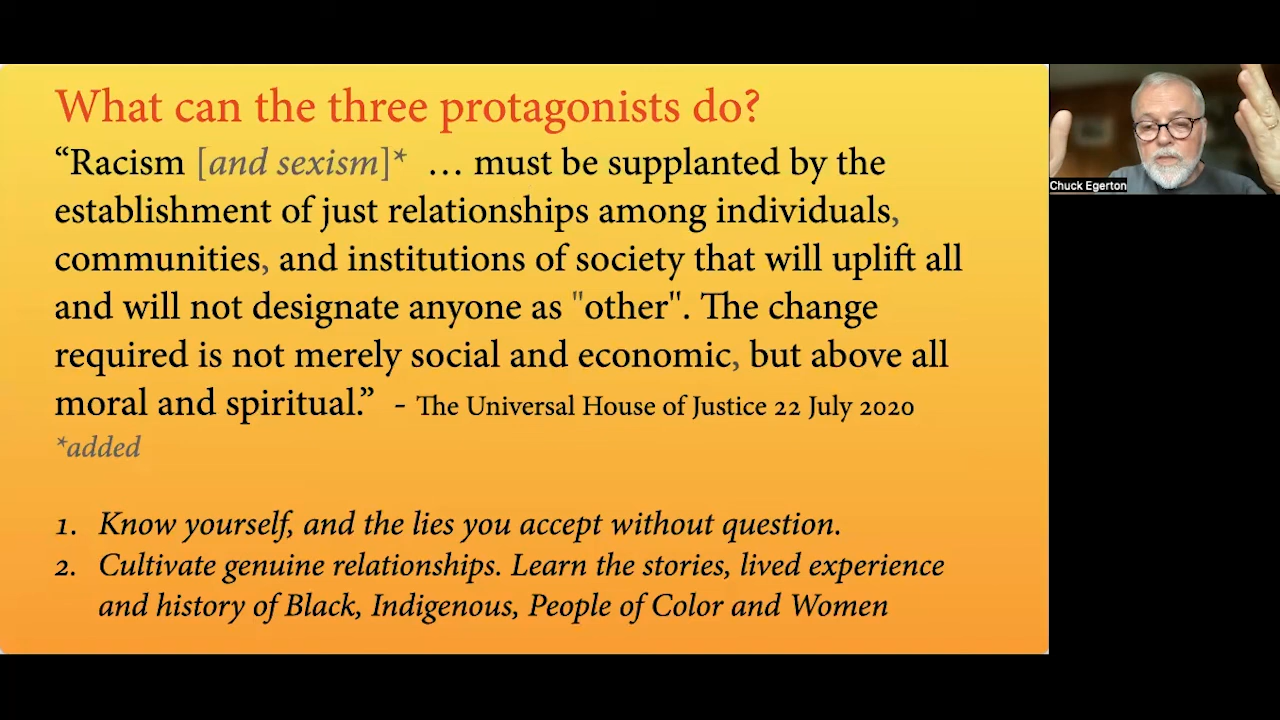 What can the three protagonists do?
“Racism [and sexism]* … must be supplanted by the
establishment of just relationships among individuals,
communities, and institutions of society that will uplift all
and will not designate anyone as "other". The change
required is not merely social and economic, but above all
moral and spiritual.” - The Universal House of Justice 22 July 2020
*added
1. Know yourself, and the lies you accept without question.
2. Cultivate genuine relationships. Learn the stories, lived experience
and history of Black, Indigenous, People of Color and Women
Chuck Egerton